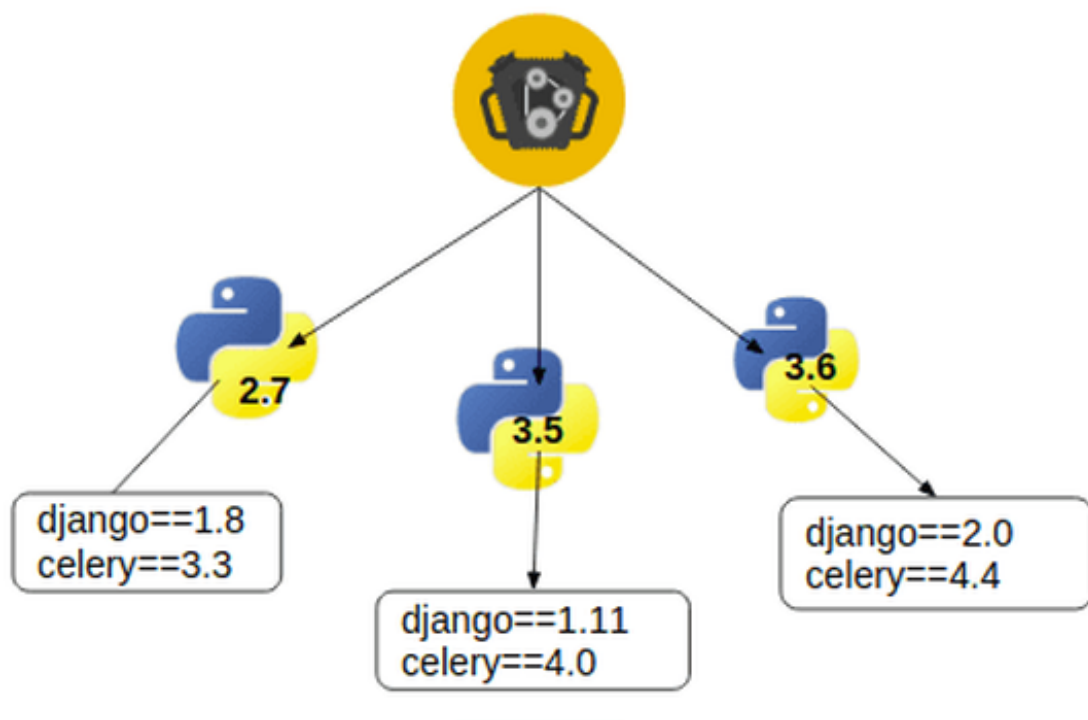 2.7
3.5
3.6
django==1.8
celery==3.3
django==1.11
celery==4.0
django==2.0
celery==4.4